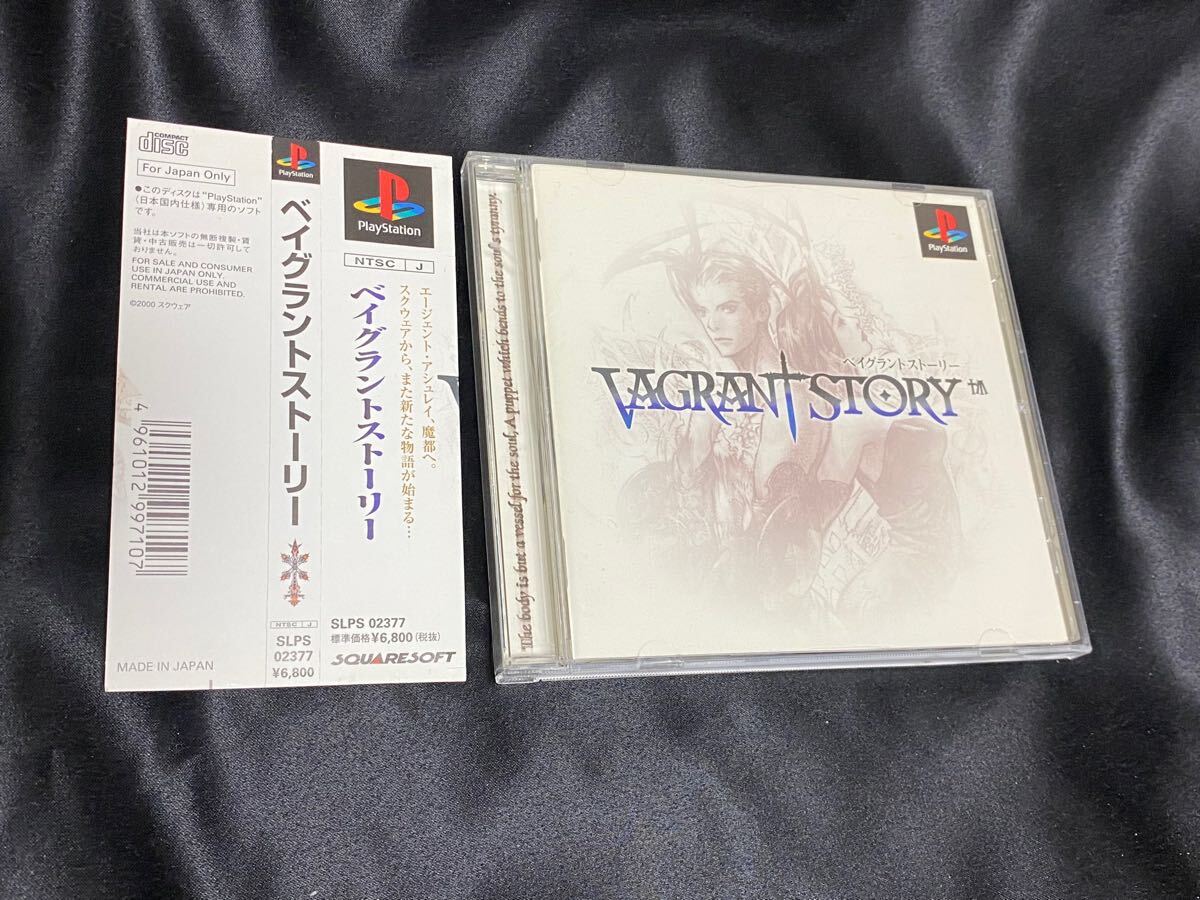 COMPACT
disc
For Japan Only
●このディスクは"PlayStation"
(日本国内仕様)専用のソフト
です。
当社は本ソフトの無断複製・賃
貸・中古販売は一切許可して
おりません。
FOR SALE AND CONSUMER
USE IN JAPAN ONLY.
COMMERCIAL USE AND
RENTAL ARE PROHIBITED.
©2000 スクウェア
4 961012 997107
MADE IN JAPAN
PlayStation
ベイグラントストーリー
NTSC J
SLPS
02377
¥6,800
PlayStation
NTSC J
エージェント・アシュレイ、魔都へ。
スクウェアから、また新たな物語が始まる…
ベイグラントストーリー
SLPS 02377
標準価格¥6,800(税抜)
SQUARESOFT
The body is but a vessel for the soul, A puppet which bends to the soul's tyranny.
PlayStation
ベイグラントストーリー
VAGRANT STORY